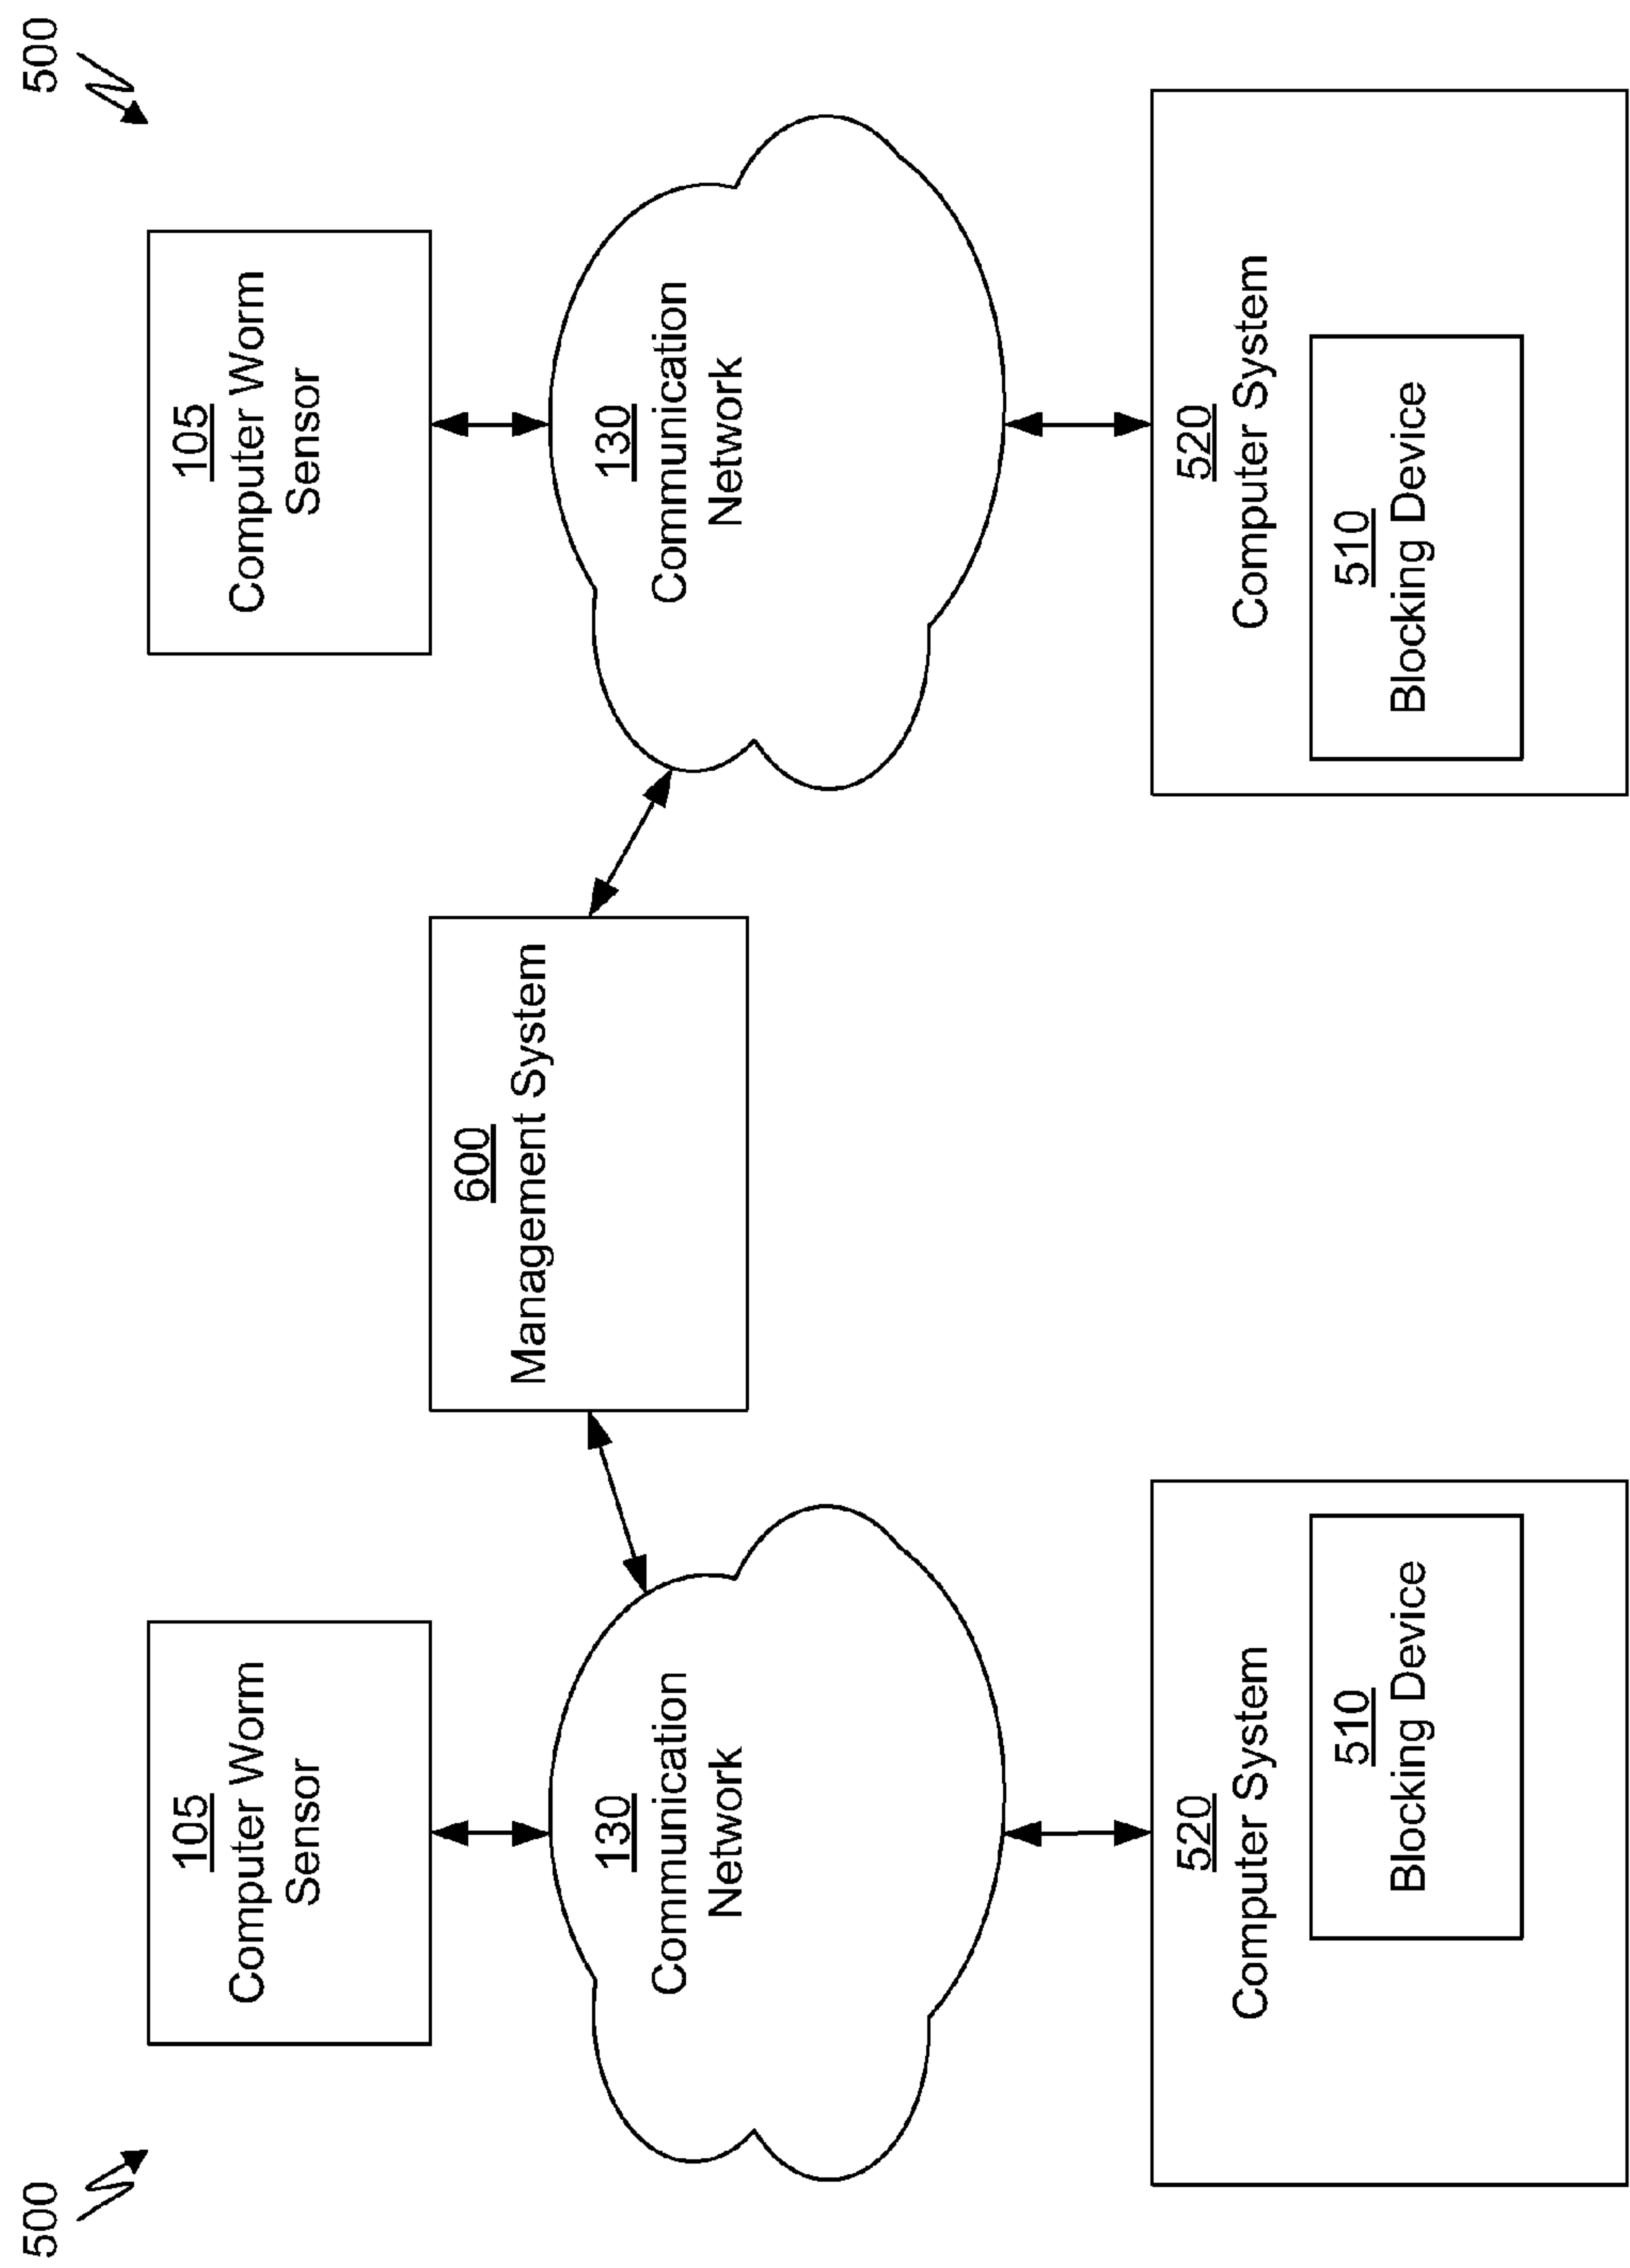 500
500
105
Computer Worm
Sensor
105
Computer Worm
Sensor
600
Management System
130
Communication
Network
130
Communication
Network
520
Computer System
510
Blocking Device
520
Computer System
510
Blocking Device